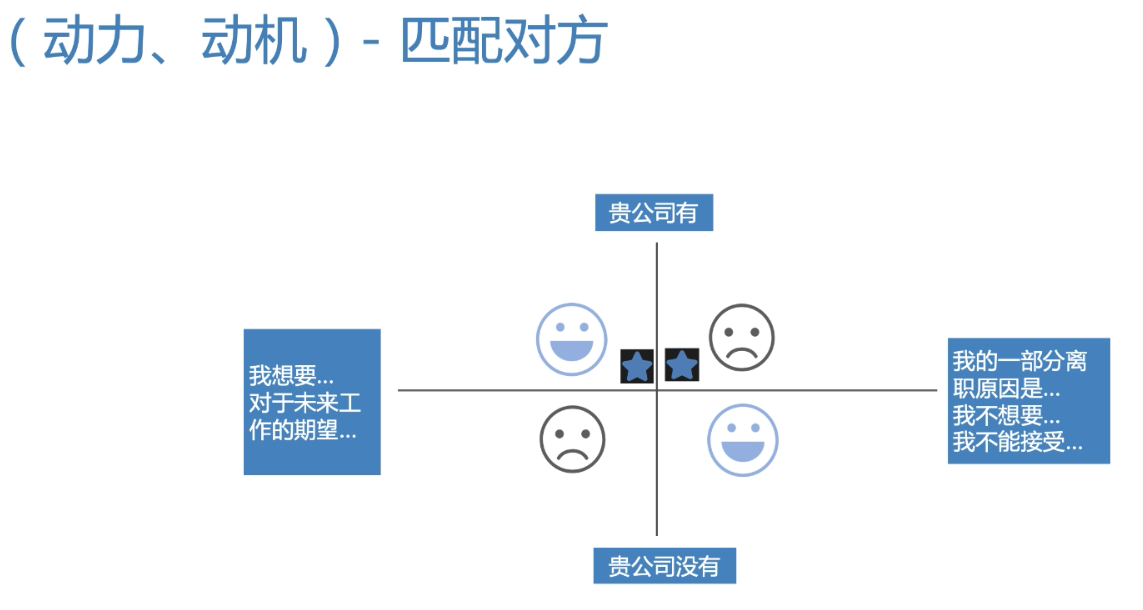 （动力、动机）- 匹配对方
贵公司有
我想要...
对于未来工
作的期望...
我的一部分离
职原因是...
我不想要...
我不能接受...
贵公司没有